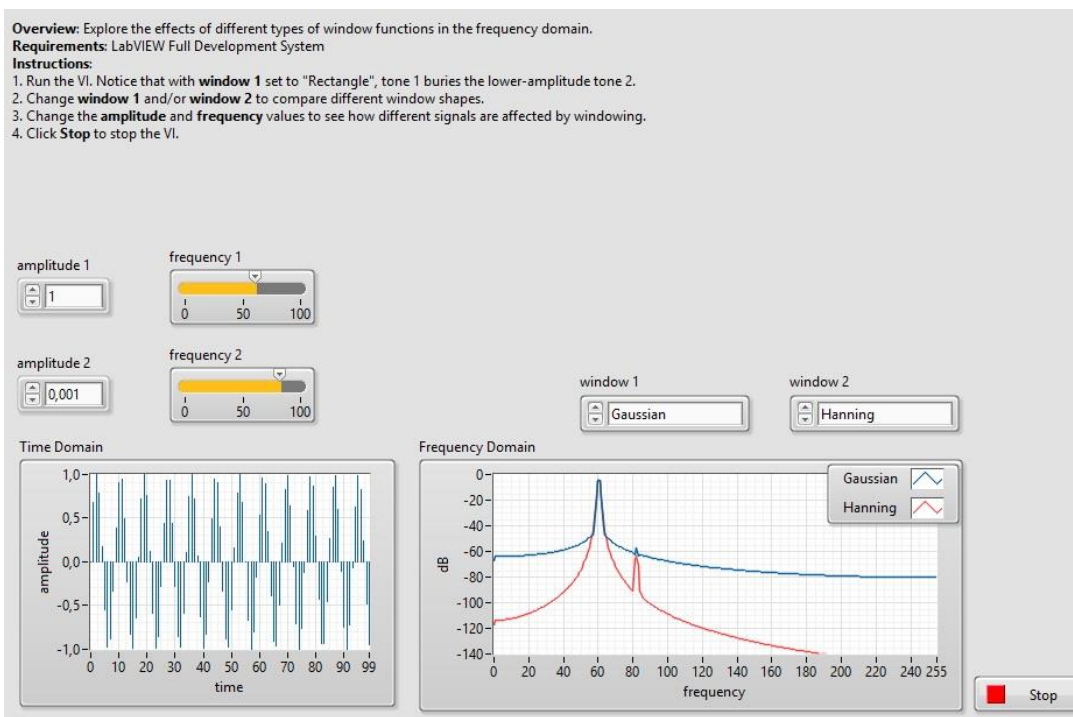 Overview: Explore the effects of different types of window functions in the frequency domain.
Requirements: LabVIEW Full Development System
Instructions:
1. Run the VI. Notice that with window 1 set to "Rectangle", tone 1 buries the lower-amplitude tone 2.
2. Change window 1 and/or window 2 to compare different window shapes.
3. Change the amplitude and frequency values to see how different signals are affected by windowing.
4. Click Stop to stop the VI.
amplitude 1
1
frequency 1
0 50 100
amplitude 2
0,001
frequency 2
0 50 100
window 1
Gaussian
window 2
Hanning
Time Domain
amplitude
1,0
0,5
0,0
-0,5
-1,0
0 10 20 30 40 50 60 70 80 90 99
time
Frequency Domain
dB
0
-20
-40
-60
-80
-100
-120
-140
0 20 40 60 80 100 120 140 160 180 200 220 240 255
frequency
Gaussian
Hanning
Stop